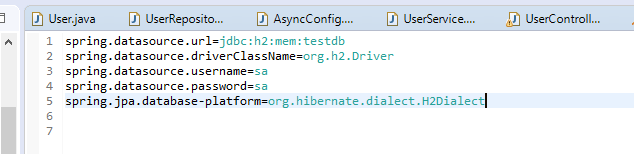 User.java
UserReposito...
AsyncConfig....
UserService....
UserControll...
1 spring.datasource.url=jdbc:h2:mem:testdb
2 spring.datasource.driverClassName=org.h2.Driver
3 spring.datasource.username=sa
4 spring.datasource.password=sa
5 spring.jpa.database-platform=org.hibernate.dialect.H2Dialect
6
7